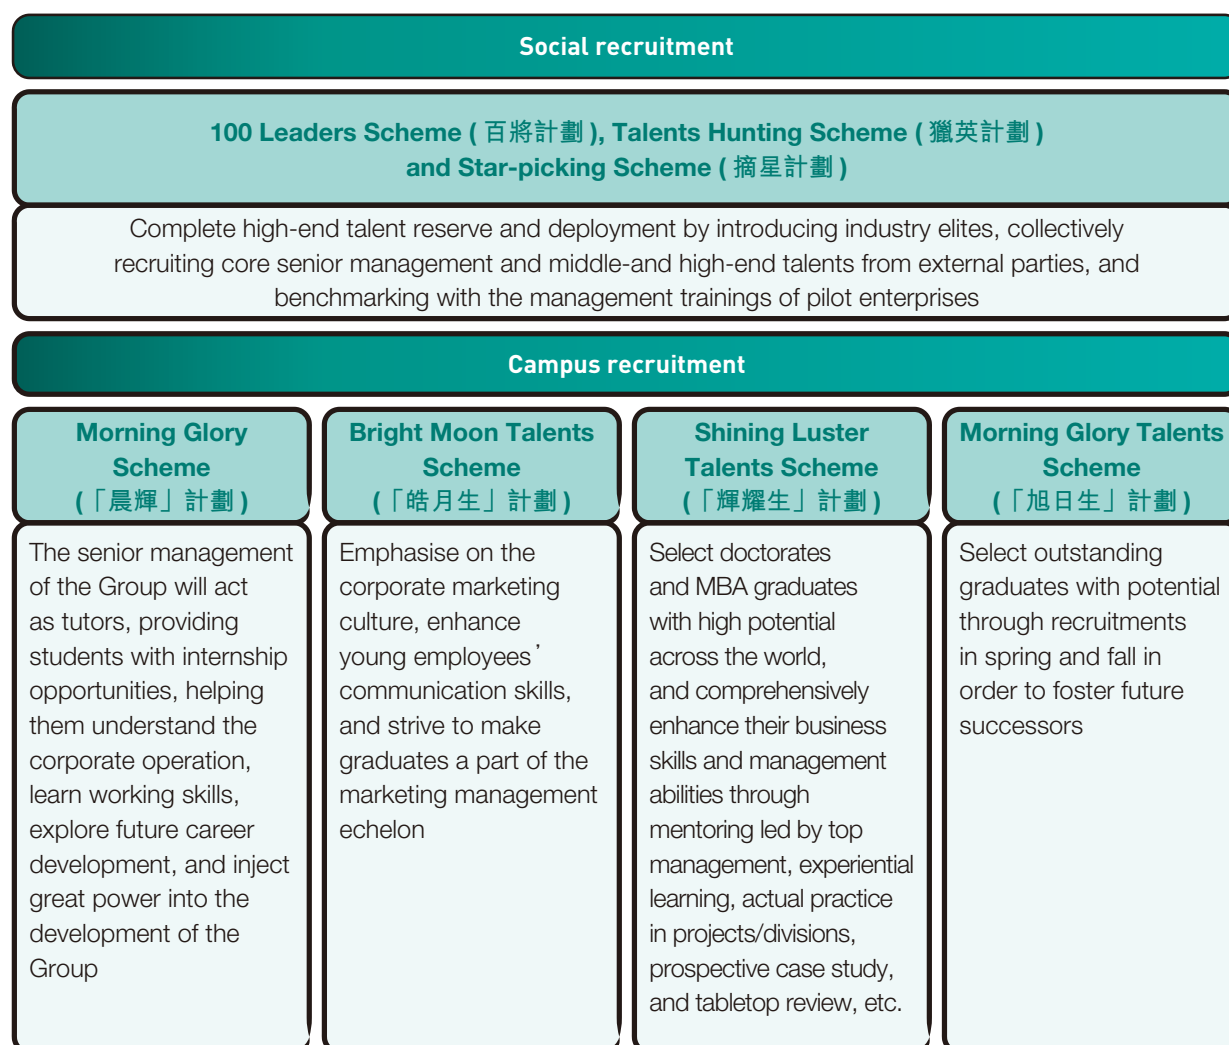 Social recruitment
100 Leaders Scheme ( 百將計劃 ), Talents Hunting Scheme ( 獵英計劃 )
and Star-picking Scheme ( 摘星計劃 )
Complete high-end talent reserve and deployment by introducing industry elites, collectively
recruiting core senior management and middle-and high-end talents from external parties, and
benchmarking with the management trainings of pilot enterprises
Campus recruitment
Morning Glory
Scheme
(「晨輝」計劃 )
The senior management
of the Group will act
as tutors, providing
students with internship
opportunities, helping
them understand the
corporate operation,
learn working skills,
explore future career
development, and inject
great power into the
development of the
Group
Bright Moon Talents
Scheme
(「皓月生」計劃 )
Emphasise on the
corporate marketing
culture, enhance
young employees’
communication skills,
and strive to make
graduates a part of the
marketing management
echelon
Shining Luster
Talents Scheme
(「輝耀生」計劃 )
Select doctorates
and MBA graduates
with high potential
across the world,
and comprehensively
enhance their business
skills and management
abilities through
mentoring led by top
management, experiential
learning, actual practice
in projects/divisions,
prospective case study,
and tabletop review, etc.
Morning Glory Talents
Scheme
(「旭日生」計劃 )
Select outstanding
graduates with potential
through recruitments
in spring and fall in
order to foster future
successors